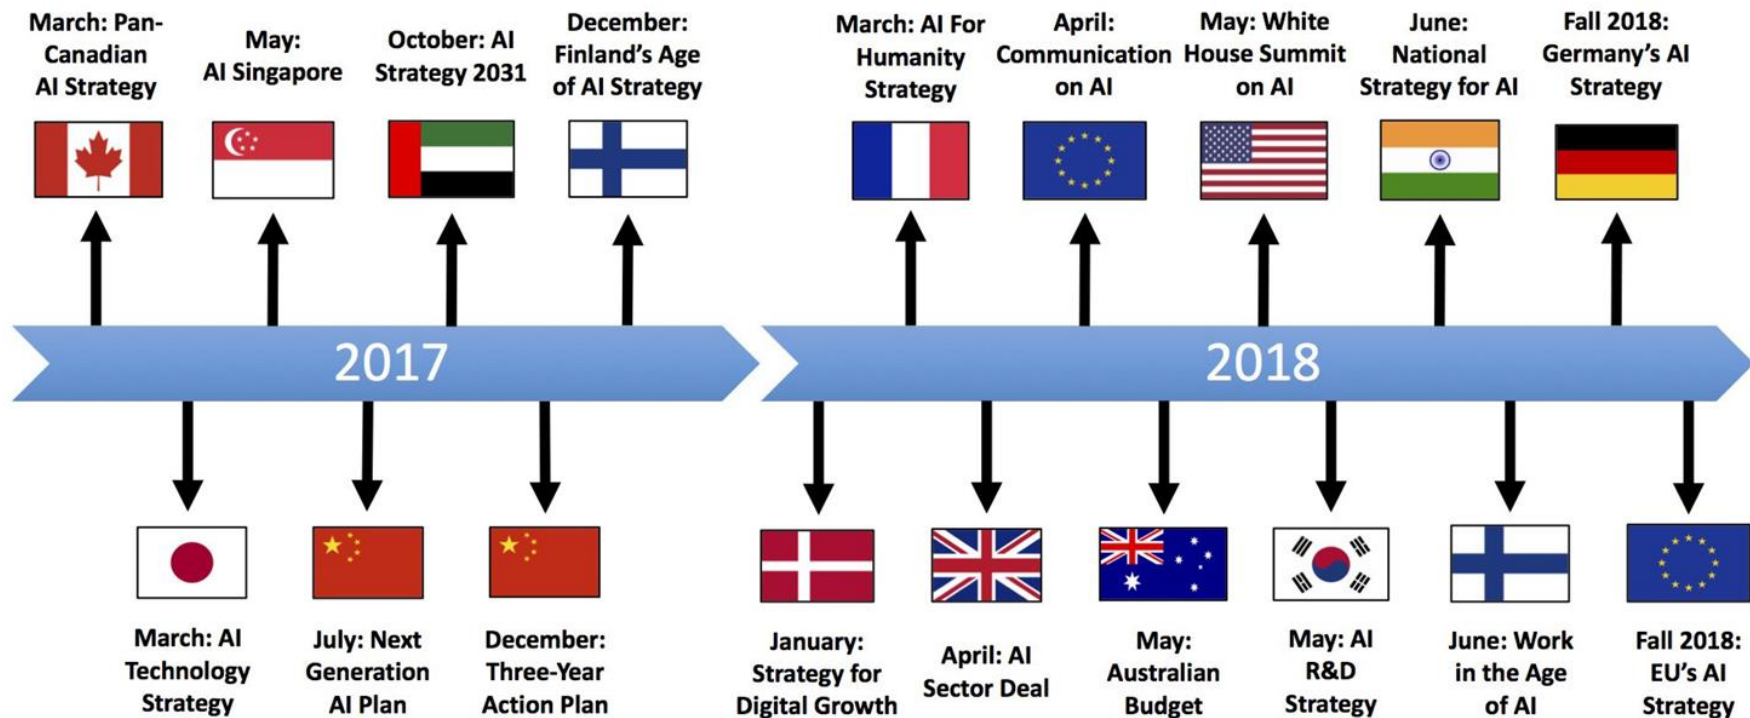 March: Pan-
Canadian
AI Strategy
May:
AI Singapore
October: AI
Strategy 2031
December:
Finland's Age
of AI Strategy
March: AI For
Humanity
Strategy
April:
Communication
on AI
May: White
House Summit
on AI
June:
National
Strategy for AI
Fall 2018:
Germany's AI
Strategy
2017
2018
March: AI
Technology
Strategy
July: Next
Generation
AI Plan
December:
Three-Year
Action Plan
January:
Strategy for
Digital Growth
April: AI
Sector Deal
May:
Australian
Budget
May: AI
R&D
Strategy
June: Work
in the Age
of AI
Fall 2018:
EU's AI
Strategy